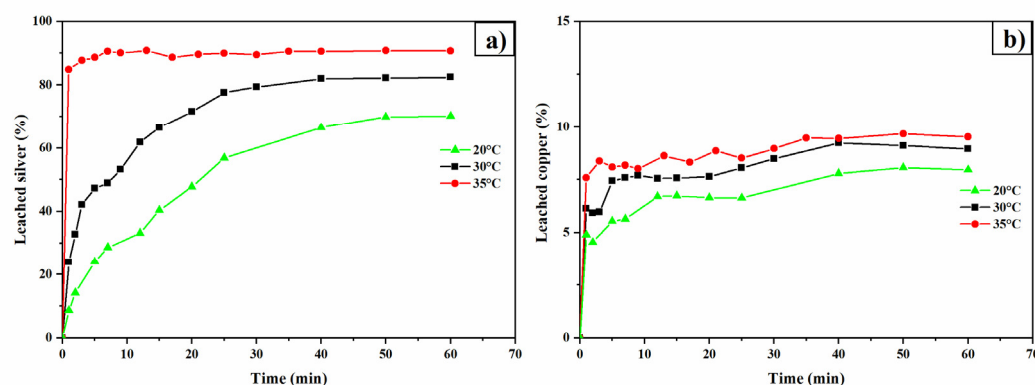 a)
100
80
60
40
20
0
Leached silver (%)
20°C
30°C
35°C
0 10 20 30 40 50 60 70
Time (min)
b)
15
10
5
0
Leached copper (%)
20°C
30°C
35°C
0 10 20 30 40 50 60 70
Time (min)